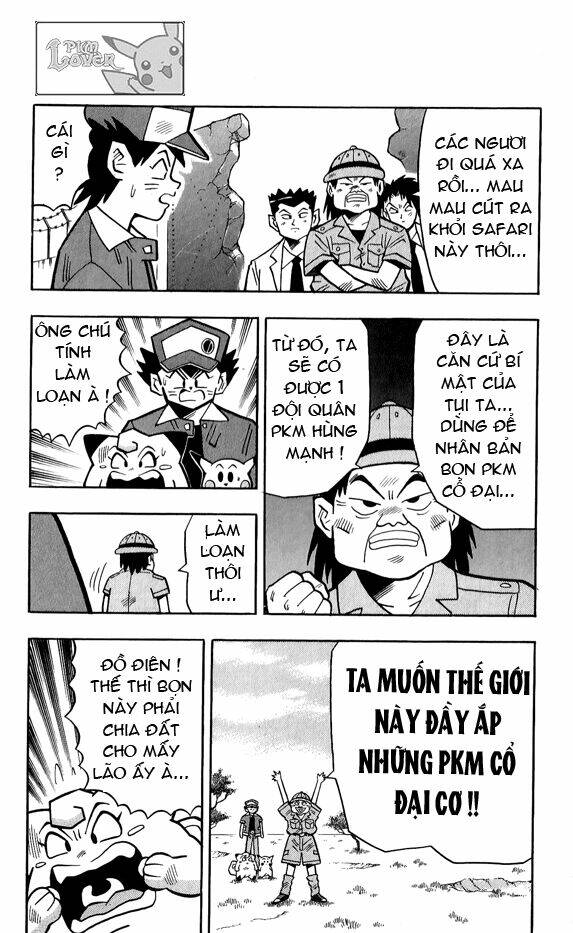 PKM
LOVER
CÁI
GÌ
?
CÁC NGƯƠI
ĐI QUÁ XA
RỒI... MAU
MAU CÚT RA
KHỎI SAFARI
NÀY THÔI...
ÔNG CHÚ
TÍNH
LÀM
LOẠN À !
TỪ ĐÓ, TA
SẼ CÓ
ĐƯỢC 1
ĐỘI QUÂN
PKM HÙNG
MẠNH !
ĐÂY LÀ
CĂN CỨ BÍ
MẬT CỦA
TỤI TA...
DÙNG ĐỂ
NHÂN BẢN
BỌN PKM
CỔ ĐẠI...
LÀM
LOẠN
THÔI
Ư...
ĐỒ ĐIÊN !
THẾ THÌ BỌN
NÀY PHẢI
CHIA ĐẤT
CHO MẤY
LÃO ẤY À...
TA MUỐN THẾ GIỚI
NÀY ĐẦY ẮP
NHỮNG PKM CỔ
ĐẠI CƠ !!